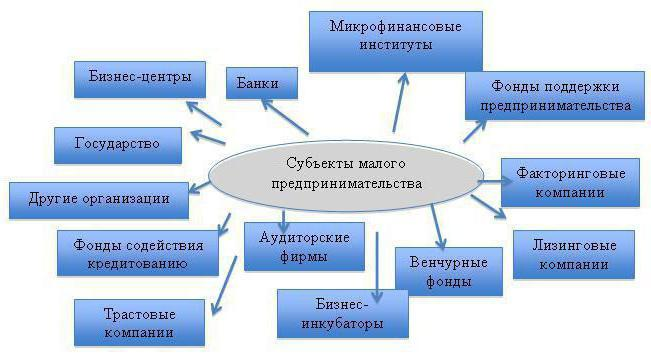 Микрофинансовые
институты
Бизнес-центры
Банки
Фонды поддержки
предпринимательства
Государство
Субъекты малого
предпринимательства
Факторинговые
компании
Другие организации
Фонды содействия
кредитованию
Аудиторские
фирмы
Венчурные
фонды
Лизинговые
компании
Трастовые
компании
Бизнес-
инкубаторы